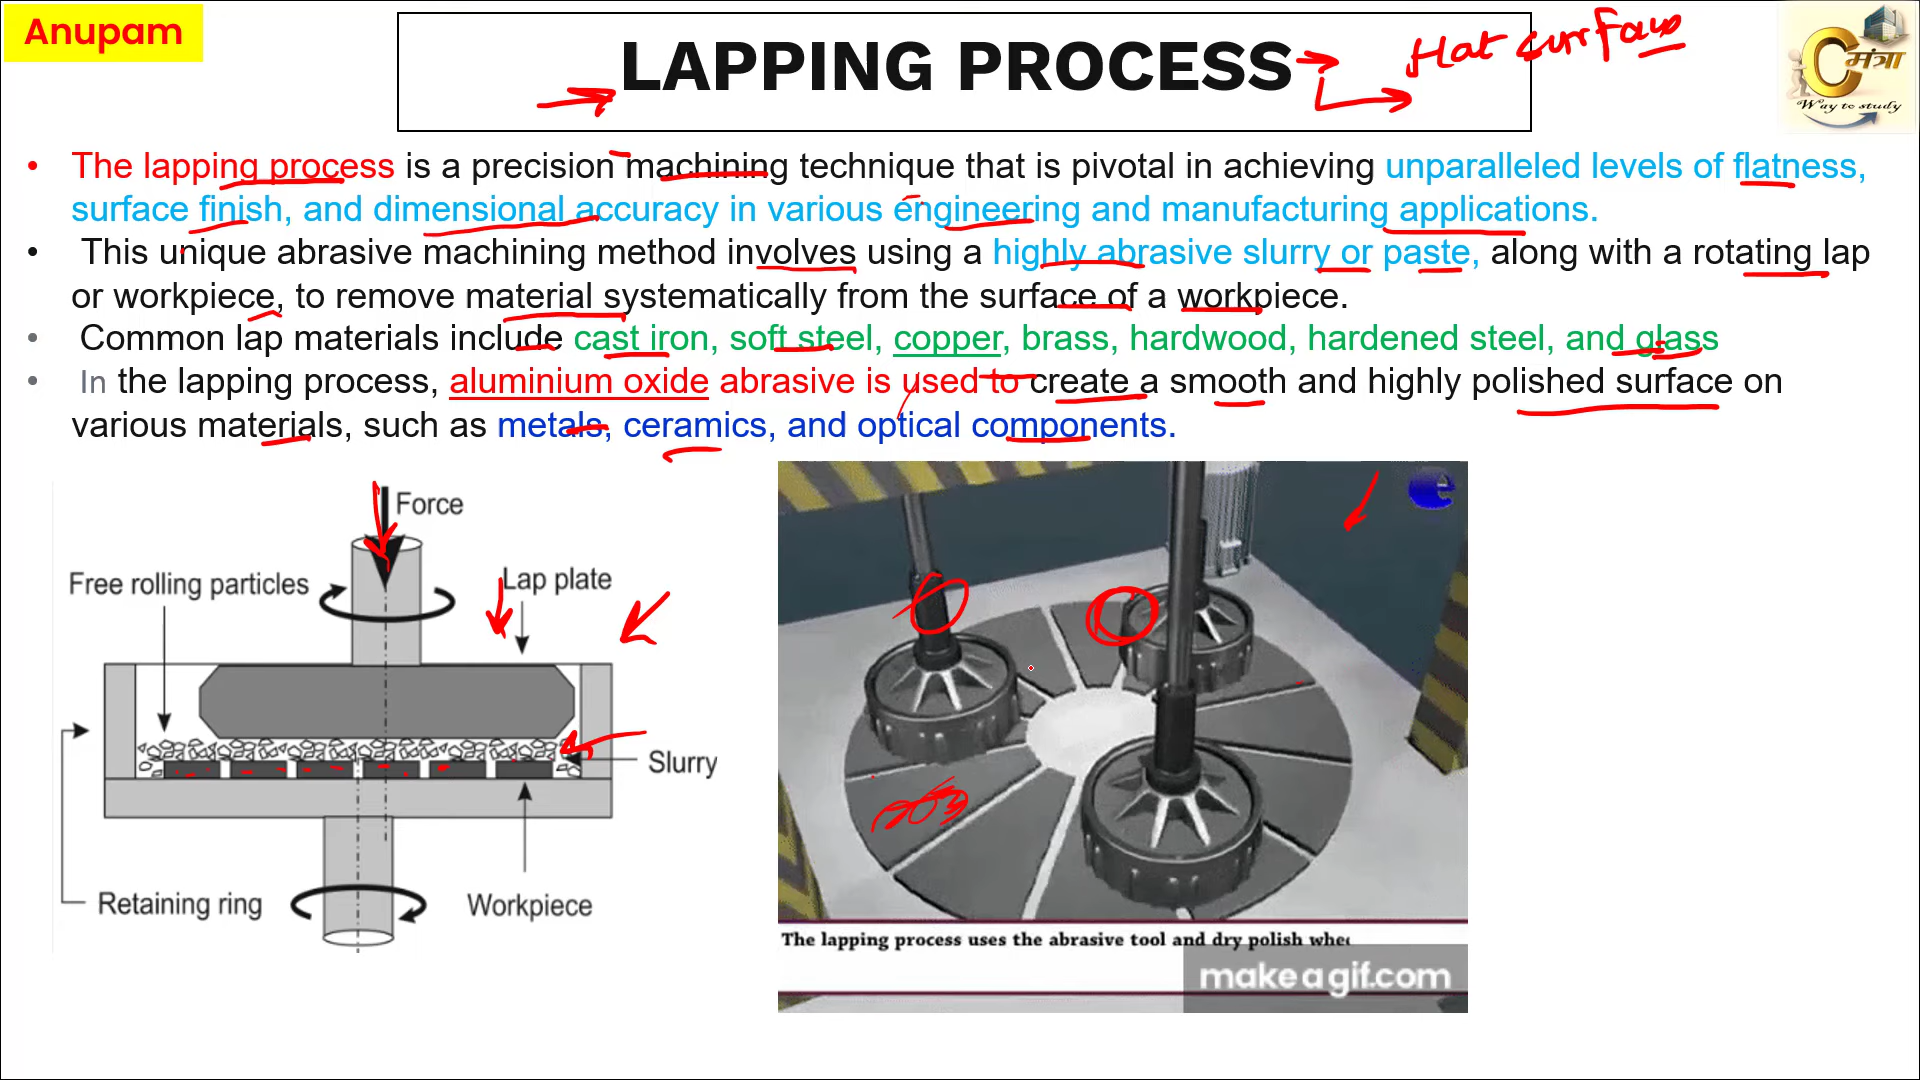 Anupam
LAPPING PROCESS
flat surface
C मंत्रा
Way to study
• The lapping process is a precision machining technique that is pivotal in achieving unparalleled levels of flatness,
surface finish, and dimensional accuracy in various engineering and manufacturing applications.
• This unique abrasive machining method involves using a highly abrasive slurry or paste, along with a rotating lap
or workpiece, to remove material systematically from the surface of a workpiece.
• Common lap materials include cast iron, soft steel, copper, brass, hardwood, hardened steel, and glass
• In the lapping process, aluminium oxide abrasive is used to create a smooth and highly polished surface on
various materials, such as metals, ceramics, and optical components.
Force
Free rolling particles
Lap plate
Slurry
Retaining ring
Workpiece
e
The lapping process uses the abrasive tool and dry polish whe
makeagif.com